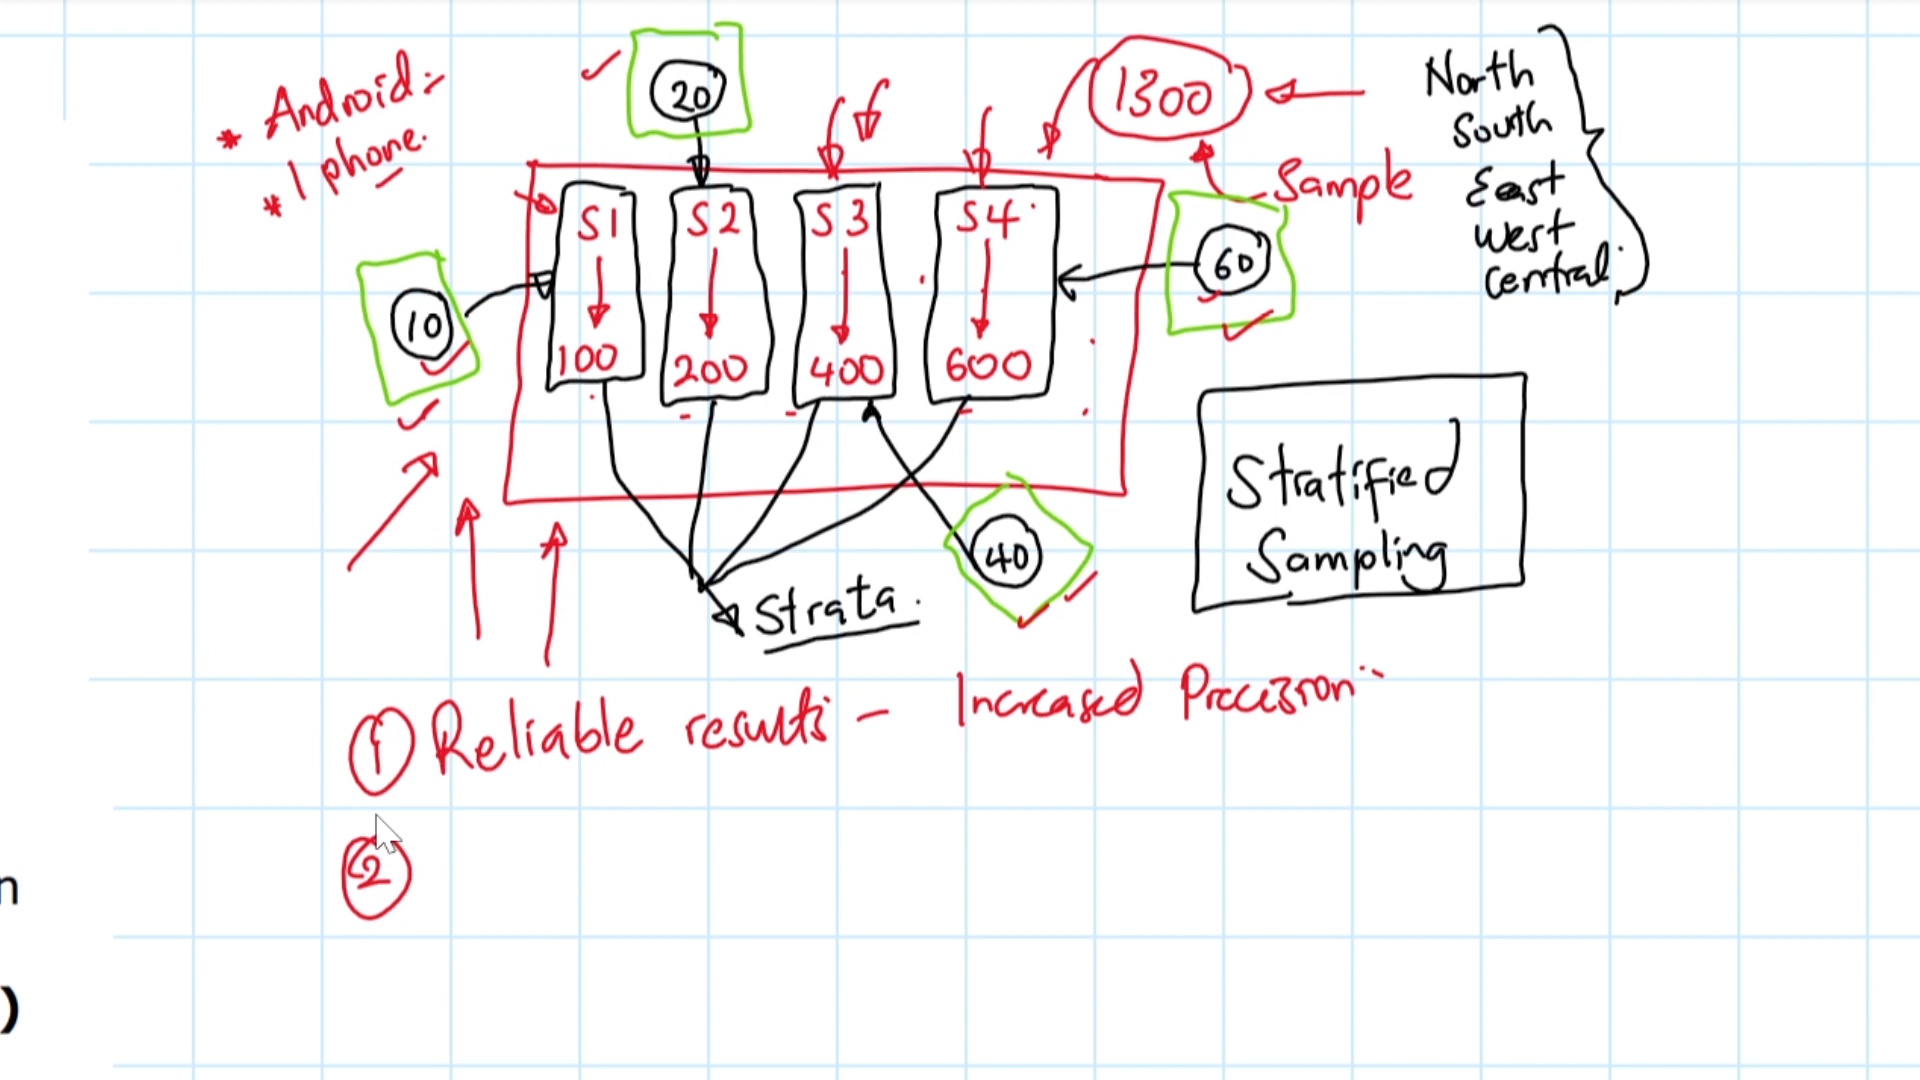 * Android:-
* I phone.
20
1300
Sample
North
South
East
West
Central.
S1
S2
S3
S4
10
100
200
400
600
60
40
Strata.
Stratified
Sampling
① Reliable results - Increased Precision
②
n
)